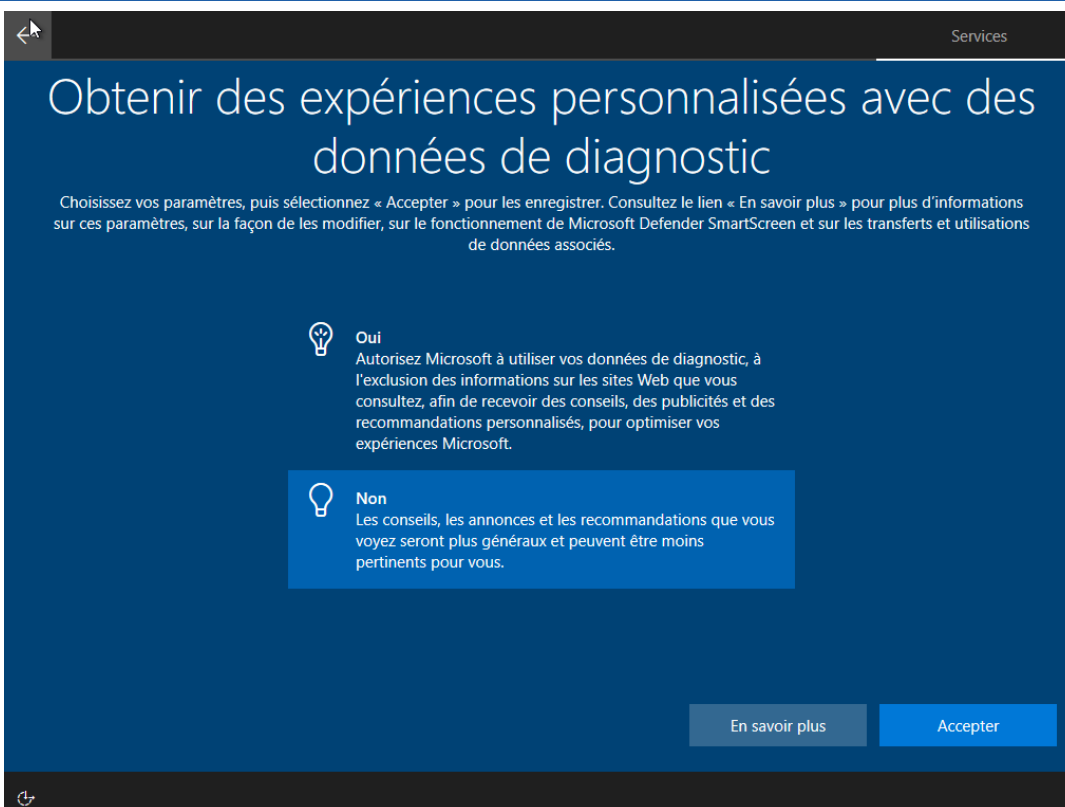 Services
Obtenir des expériences personnalisées avec des
données de diagnostic
Choisissez vos paramètres, puis sélectionnez « Accepter » pour les enregistrer. Consultez le lien « En savoir plus » pour plus d'informations
sur ces paramètres, sur la façon de les modifier, sur le fonctionnement de Microsoft Defender SmartScreen et sur les transferts et utilisations
de données associés.
Oui
Autorisez Microsoft à utiliser vos données de diagnostic, à
l'exclusion des informations sur les sites Web que vous
consultez, afin de recevoir des conseils, des publicités et des
recommandations personnalisés, pour optimiser vos
expériences Microsoft.
Non
Les conseils, les annonces et les recommandations que vous
voyez seront plus généraux et peuvent être moins
pertinents pour vous.
En savoir plus
Accepter